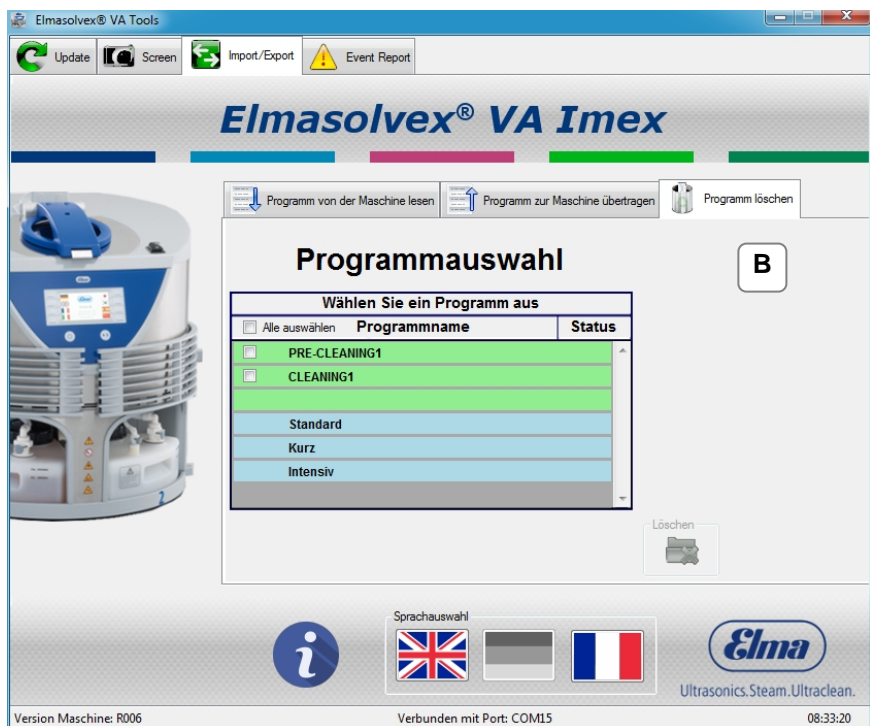 Elmasolvex® VA Tools
Update Screen Import/Export Event Report
Elmasolvex® VA Imex
Programm von der Maschine lesen Programm zur Maschine übertragen Programm löschen
Programmauswahl
B
Wählen Sie ein Programm aus
Alle auswählen Programmname Status
PRE-CLEANING1
CLEANING1
Standard
Kurz
Intensiv
2
Löschen
Sprachauswahl
i
Elma
Ultrasonics.Steam.Ultraclean.
Version Maschine: R006 Verbunden mit Port: COM15 08:33:20